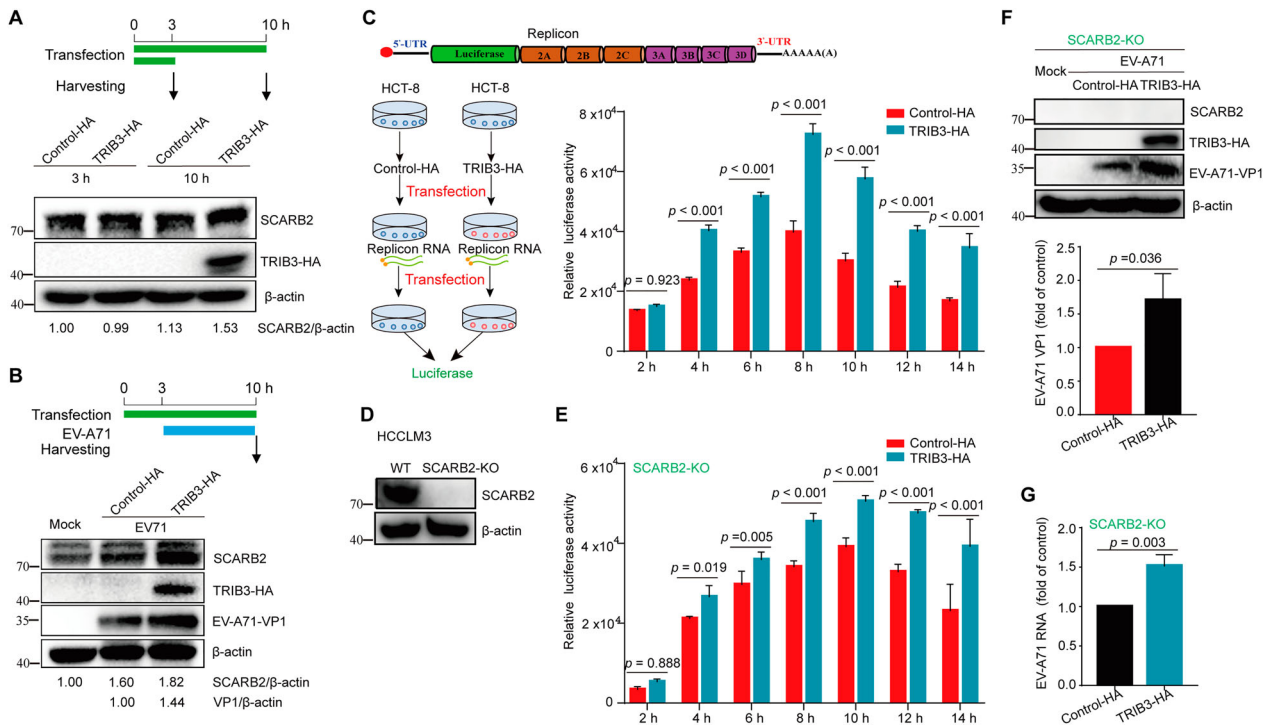 A
0 3 10 h
Transfection
Harvesting
Control-HA TRIB3-HA Control-HA TRIB3-HA
3 h 10 h
SCARB2
70
TRIB3-HA
40
β-actin
40
1.00 0.99 1.13 1.53 SCARB2/β-actin
B
0 3 10 h
Transfection
EV-A71
Harvesting
Control-HA TRIB3-HA
Mock EV71
SCARB2
70
TRIB3-HA
35 EV-A71-VP1
β-actin
40
1.00 1.60 1.82 SCARB2/β-actin
1.00 1.44 VP1/β-actin
C
Replicon
5′-UTR 3′-UTR
Luciferase 2A 2B 2C 3A 3B 3C 3D AAAAA(A)
HCT-8 HCT-8
Control-HA TRIB3-HA
Transfection
Replicon RNA Replicon RNA
Transfection
Luciferase
Relative luciferase activity
8 x10⁴
6 x10⁴
4 x10⁴
2 x10⁴
0
Control-HA
TRIB3-HA
p = 0.923
p < 0.001
p < 0.001
p < 0.001
p < 0.001
p < 0.001
p < 0.001
2 h 4 h 6 h 8 h 10 h 12 h 14 h
D
HCCLM3
WT SCARB2-KO
SCARB2
70
β-actin
40
E
SCARB2-KO
Control-HA
TRIB3-HA
Relative luciferase activity
6 x10⁴
4 x10⁴
2 x10⁴
0
p = 0.888
p = 0.019
p =0.005
p < 0.001
p < 0.001
p < 0.001
p < 0.001
2 h 4 h 6 h 8 h 10 h 12 h 14 h
F
SCARB2-KO
EV-A71
Mock Control-HA TRIB3-HA
SCARB2
70
TRIB3-HA
35 EV-A71-VP1
β-actin
40
EV-A71 VP1 (fold of control)
2.5
2.0
1.5
1.0
0.5
0.0
p =0.036
Control-HA TRIB3-HA
G
SCARB2-KO
EV-A71 RNA (fold of control)
2.0
1.5
1.0
0.5
0.0
p = 0.003
Control-HA TRIB3-HA